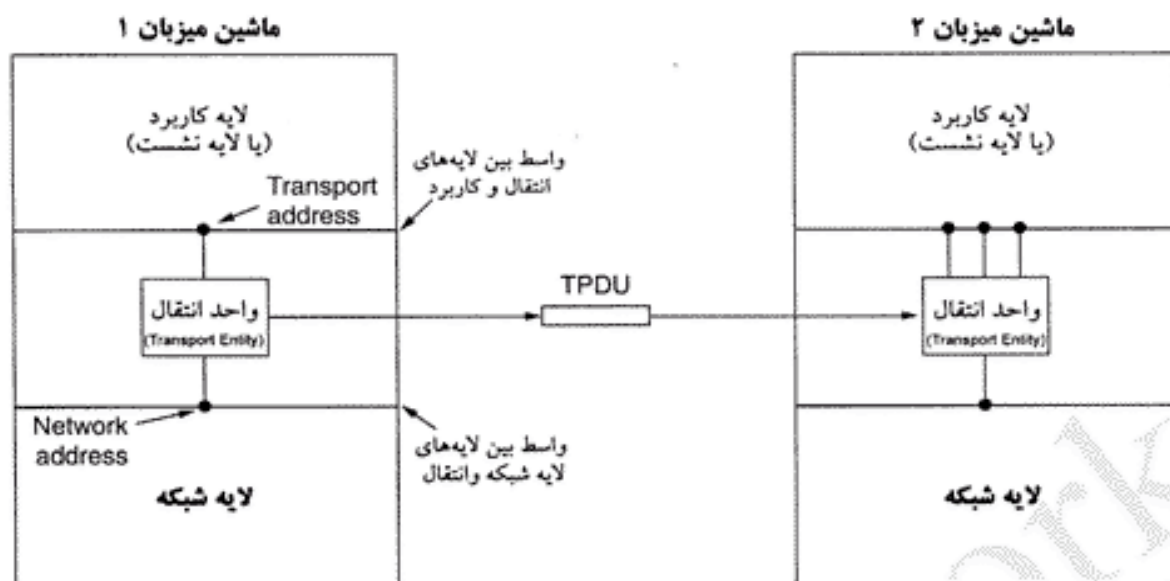 ماشین میزبان ۱
لایه کاربرد
(یا لایه نشست)
Transport
address
واسط بین لایه‌های
انتقال و کاربرد
واحد انتقال
(Transport Entity)
Network
address
واسط بین لایه‌های
لایه شبکه وانتقال
لایه شبکه
TPDU
ماشین میزبان ۲
لایه کاربرد
(یا لایه نشست)
واحد انتقال
(Transport Entity)
لایه شبکه